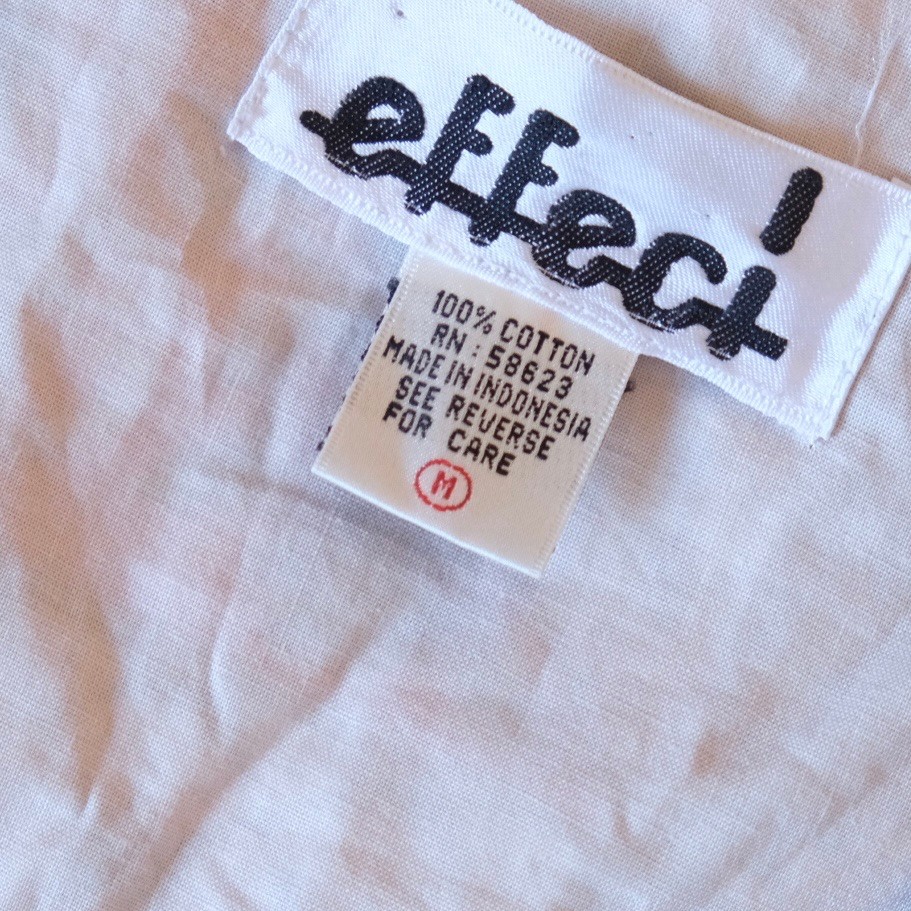 effect
100% COTTON
RN: 58623
MADE IN INDONESIA
SEE REVERSE
FOR CARE
M